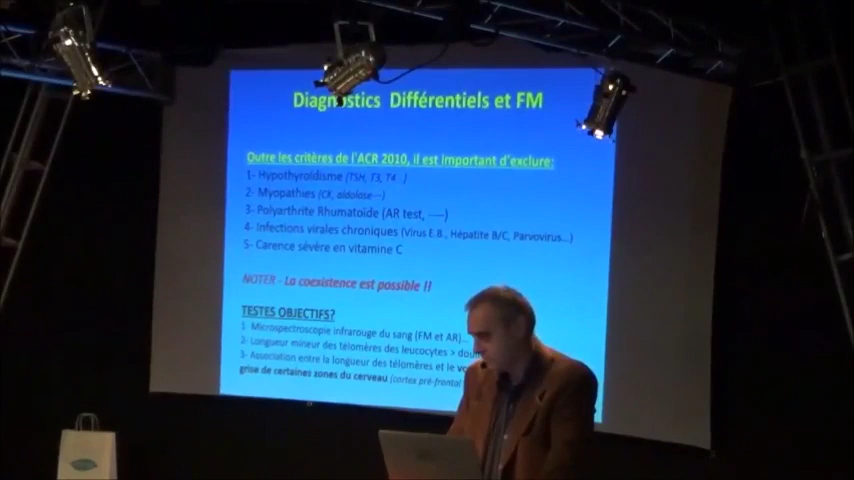 Diagnostics Différentiels et FM
Outre les critères de l'ACR 2010, il est important d'exclure:
1- Hypothyroïdisme (TSH, T3, T4...)
2- Myopathies (CK, aldolase---)
3- Polyarthrite Rhumatoïde (AR test, ----)
4- Infections virales chroniques (Virus E.B., Hépatite B/C, Parvovirus...)
5- Carence sévère en vitamine C
NOTER - La coexistence est possible !!
TESTES OBJECTIFS?
1 Microspectroscopie infrarouge du sang (FM et AR)...
2- Longueur mineur des télomères des leucocytes >
3- Association entre la longueur des télomères et le
grise de certaines zones du cerveau (cortex pré-frontal